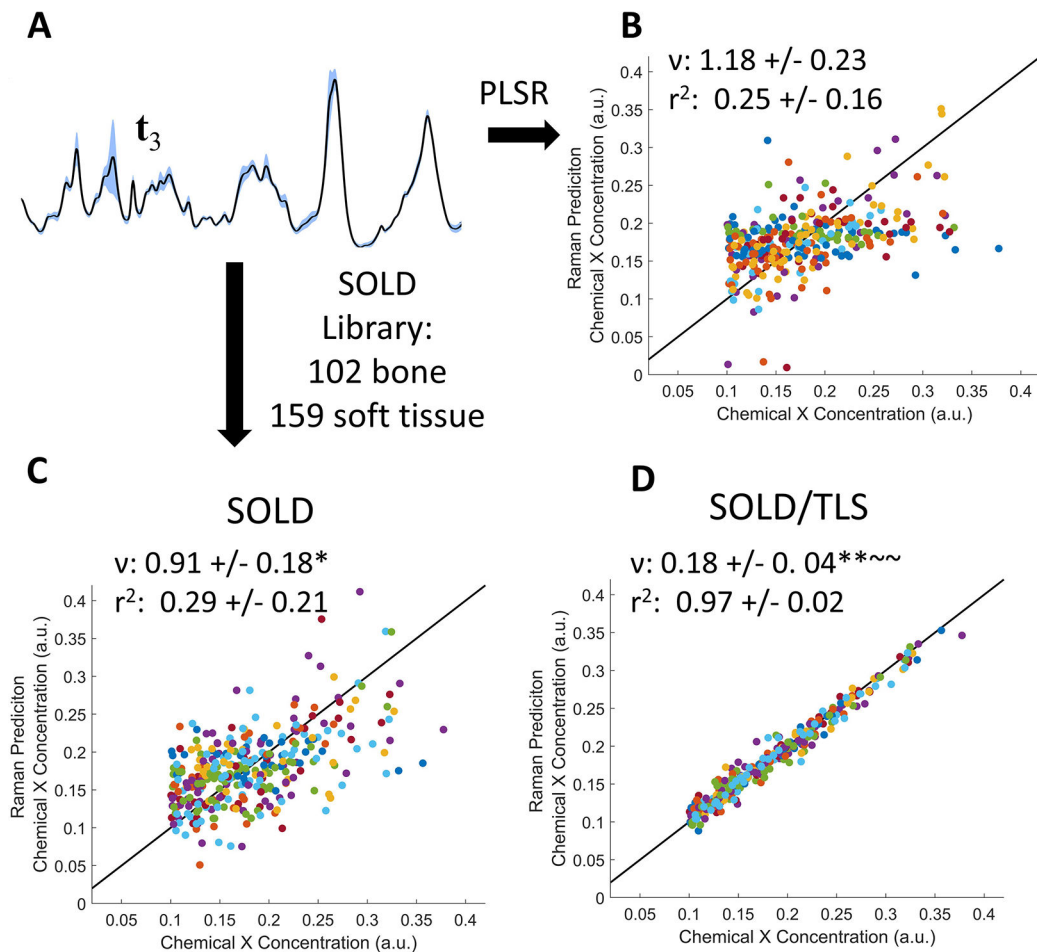 A
t3
PLSR
SOLD
Library:
102 bone
159 soft tissue
B
ν: 1.18 +/- 0.23
r²: 0.25 +/- 0.16
Raman Prediciton
Chemical X Concentration (a.u.)
0.4
0.35
0.3
0.25
0.2
0.15
0.1
0.05
0
0.05 0.1 0.15 0.2 0.25 0.3 0.35 0.4
Chemical X Concentration (a.u.)
C
SOLD
ν: 0.91 +/- 0.18*
r²: 0.29 +/- 0.21
Raman Prediciton
Chemical X Concentration (a.u.)
0.4
0.35
0.3
0.25
0.2
0.15
0.1
0.05
0
0.05 0.1 0.15 0.2 0.25 0.3 0.35 0.4
Chemical X Concentration (a.u.)
D
SOLD/TLS
ν: 0.18 +/- 0. 04**~~
r²: 0.97 +/- 0.02
Raman Prediciton
Chemical X Concentration (a.u.)
0.4
0.35
0.3
0.25
0.2
0.15
0.1
0.05
0
0.05 0.1 0.15 0.2 0.25 0.3 0.35 0.4
Chemical X Concentration (a.u.)